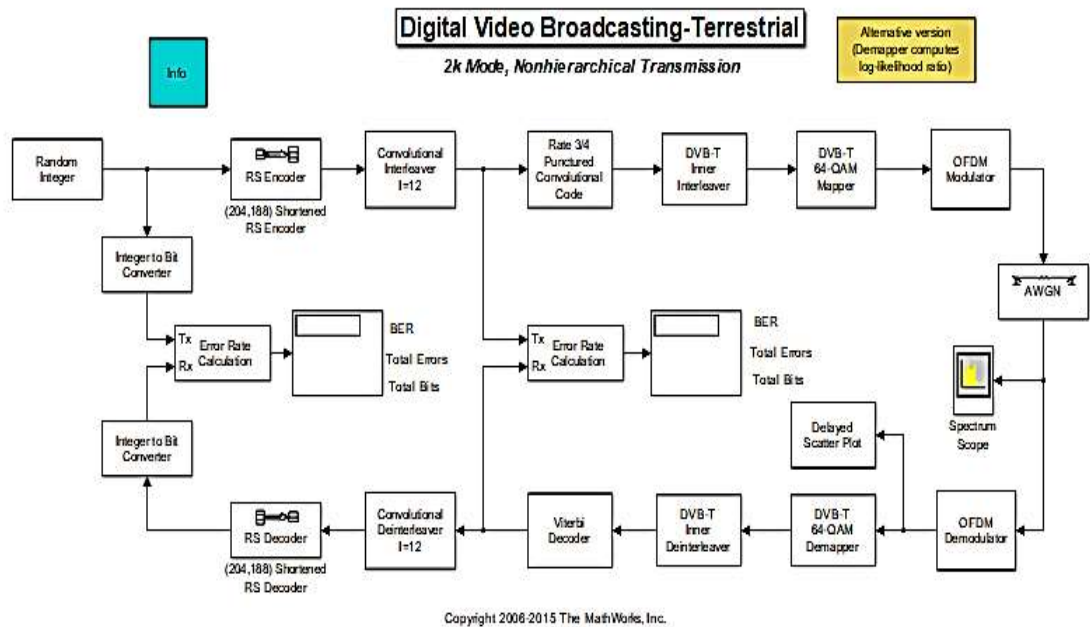 Digital Video Broadcasting-Terrestrial
2k Mode, Nonhierarchical Transmission
Info
Alternative version
(Demapper computes
log-likelihood ratio)
Random
Integer
RS Encoder
(204,188) Shortened
RS Encoder
Convolutional
Interleaver
I=12
Rate 3/4
Punctured
Convolutional
Code
DVB-T
Inner
Interleaver
DVB-T
64-QAM
Mapper
OFDM
Modulator
AWGN
Integer to Bit
Converter
Tx
Rx
Error Rate
Calculation
BER
Total Errors
Total Bits
Tx
Rx
Error Rate
Calculation
BER
Total Errors
Total Bits
Spectrum
Scope
Delayed
Scatter Plot
Integer to Bit
Converter
RS Decoder
(204,188) Shortened
RS Decoder
Convolutional
Deinterleaver
I=12
Viterbi
Decoder
DVB-T
Inner
Deinterleaver
DVB-T
64-QAM
Demapper
OFDM
Demodulator
Copyright 2006-2015 The MathWorks, Inc.